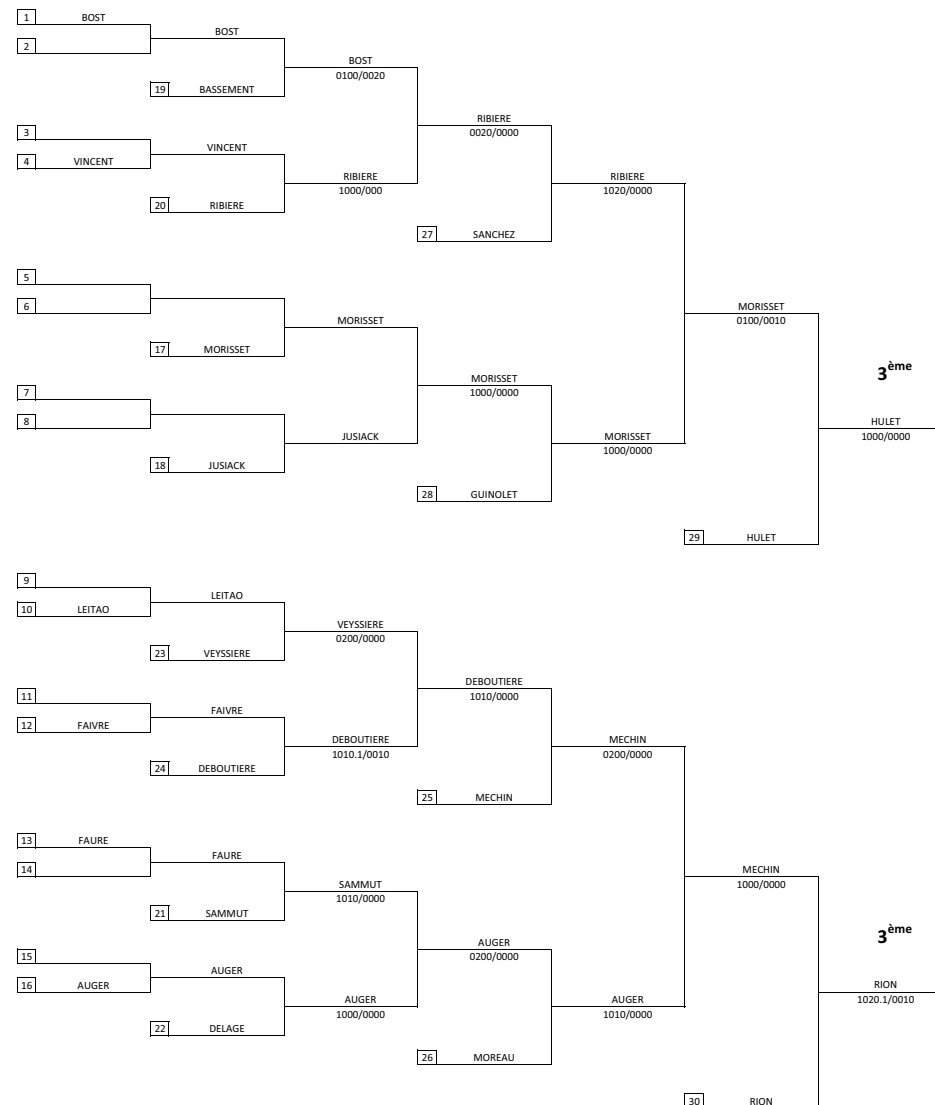 1 BOST
BOST
2
BOST
0100/0020
19 BASSEMENT
RIBIERE
0020/0000
3
VINCENT
4 VINCENT
RIBIERE
1000/000
RIBIERE
1020/0000
20 RIBIERE
27 SANCHEZ
5
6
MORISSET
0100/0010
MORISSET
17 MORISSET
3ème
MORISSET
1000/0000
7
8
HULET
1000/0000
JUSIACK
MORISSET
1000/0000
18 JUSIACK
28 GUINOLET
29 HULET
9
LEITAO
10 LEITAO
VEYSSIERE
0200/0000
23 VEYSSIERE
DEBOUTIERE
1010/0000
11
FAIVRE
12 FAIVRE
DEBOUTIERE
1010.1/0010
MECHIN
0200/0000
24 DEBOUTIERE
25 MECHIN
13 FAURE
FAURE
14
MECHIN
1000/0000
SAMMUT
1010/0000
21 SAMMUT
3ème
AUGER
0200/0000
15
AUGER
16 AUGER
RION
1020.1/0010
AUGER
1000/0000
AUGER
1010/0000
22 DELAGE
26 MOREAU
30 RION